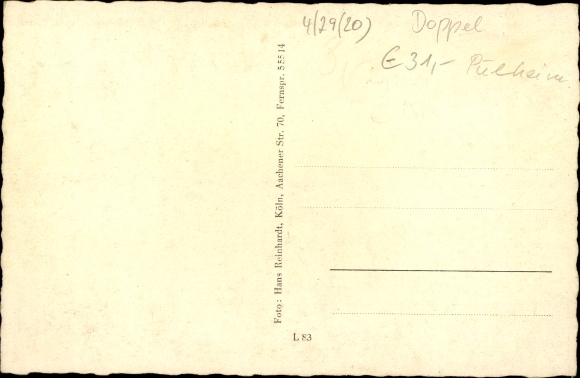 4/29(20) Doppel
€ 31,- Pulheim
Foto: Hans Reinhardt, Köln, Aachener Str. 70, Fernspr. 55514
L 83